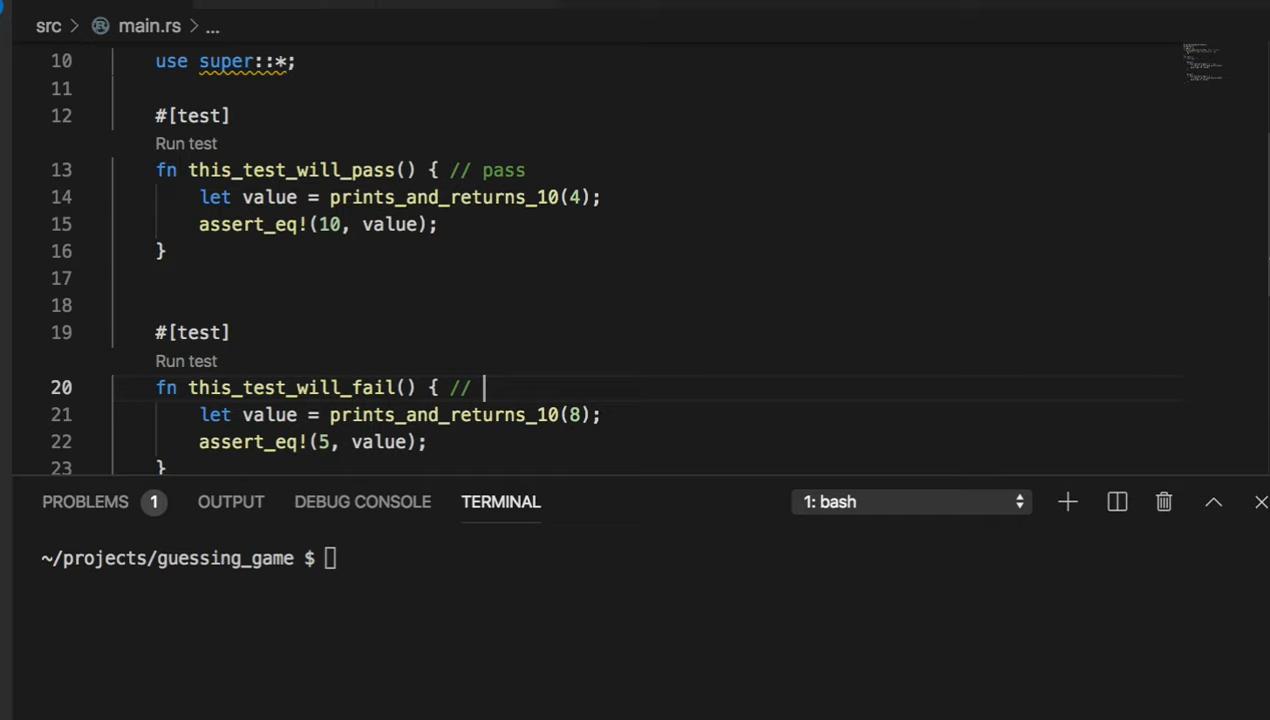 src > main.rs > ...
10 use super::*;
11
12 #[test]
Run test
13 fn this_test_will_pass() { // pass
14 let value = prints_and_returns_10(4);
15 assert_eq!(10, value);
16 }
17
18
19 #[test]
Run test
20 fn this_test_will_fail() { //
21 let value = prints_and_returns_10(8);
22 assert_eq!(5, value);
23 }
PROBLEMS 1 OUTPUT DEBUG CONSOLE TERMINAL 1: bash
~/projects/guessing_game $